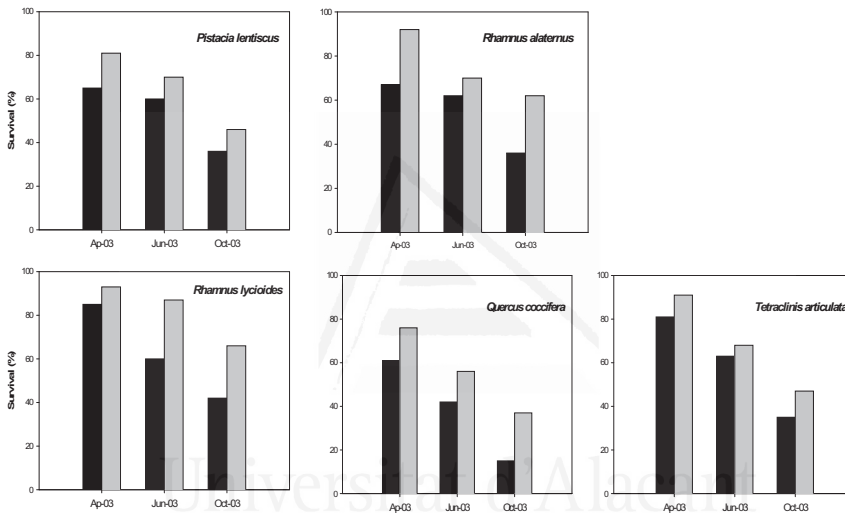 Pistacia lentiscus
Survival (%)
100
80
60
40
20
0
Ap-03 Jun-03 Oct-03
Rhamnus alaternus
100
80
60
40
20
0
Ap-03 Jun-03 Oct-03
Rhamnus lycioides
Survival (%)
100
80
60
40
20
0
Ap-03 Jun-03 Oct-03
Quercus coccifera
100
80
60
40
20
0
Ap-03 Jun-03 Oct-03
Tetraclinis articulata
100
80
60
40
20
0
Ap-03 Jun-03 Oct-03
Universitat d'Alacant